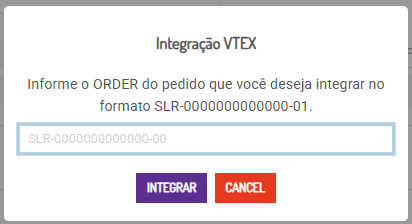 Integração VTEX
Informe o ORDER do pedido que você deseja integrar no
formato SLR-0000000000000-01.
SLR-0000000000000-00
INTEGRAR
CANCEL